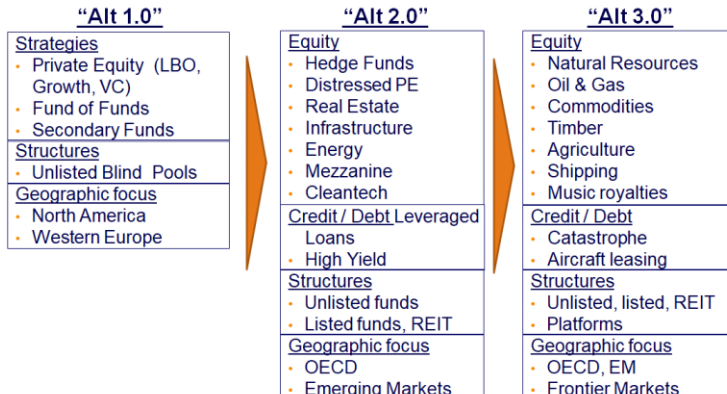 “Alt 1.0”
Strategies
• Private Equity (LBO,
Growth, VC)
• Fund of Funds
• Secondary Funds
Structures
• Unlisted Blind Pools
Geographic focus
• North America
• Western Europe
“Alt 2.0”
Equity
• Hedge Funds
• Distressed PE
• Real Estate
• Infrastructure
• Energy
• Mezzanine
• Cleantech
Credit / Debt Leveraged
Loans
• High Yield
Structures
• Unlisted funds
• Listed funds, REIT
Geographic focus
• OECD
• Emerging Markets
“Alt 3.0”
Equity
• Natural Resources
• Oil & Gas
• Commodities
• Timber
• Agriculture
• Shipping
• Music royalties
Credit / Debt
• Catastrophe
• Aircraft leasing
Structures
• Unlisted, listed, REIT
• Platforms
Geographic focus
• OECD, EM
• Frontier Markets